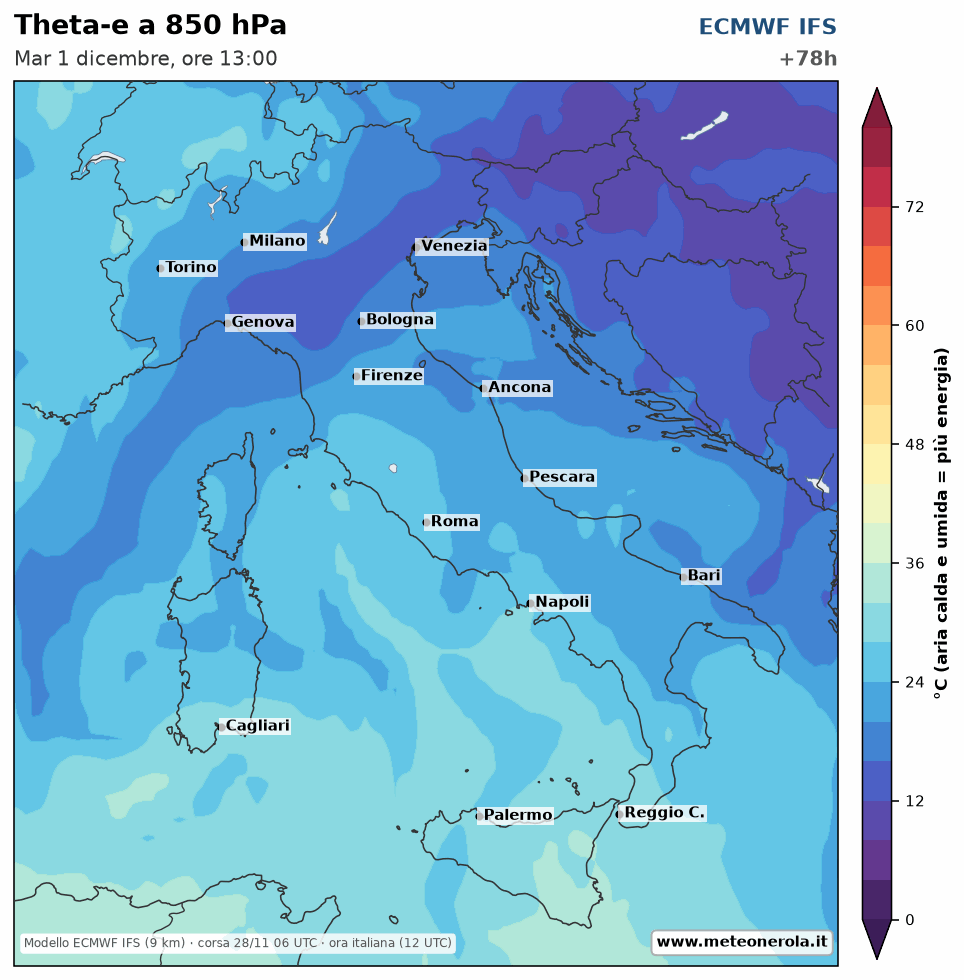 Theta-e a 850 hPa
ECMWF IFS
Mar 1 dicembre, ore 13:00
+78h
Milano
Venezia
Torino
Genova
Bologna
Firenze
Ancona
Pescara
Roma
Bari
Napoli
Cagliari
Palermo
Reggio C.
72
60
48
36
24
12
0
°C (aria calda e umida = più energia)
Modello ECMWF IFS (9 km) · corsa 28/11 06 UTC · ora italiana (12 UTC)
www.meteonerola.it